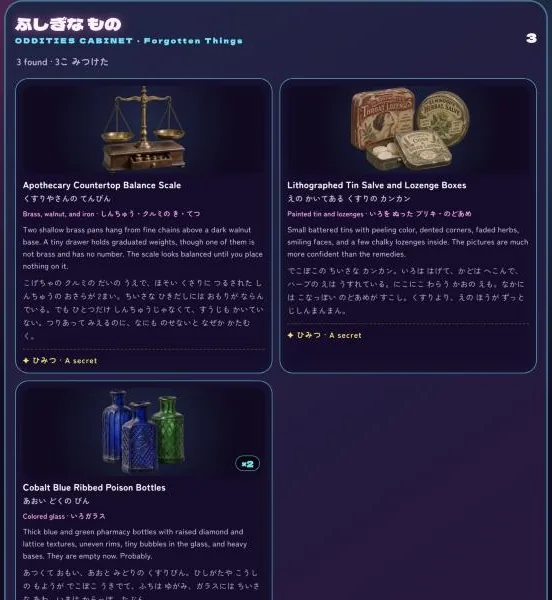 ふしぎな もの
ODDITIES CABINET · Forgotten Things
3
3 found · 3こ みつけた
Apothecary Countertop Balance Scale
くすりやさんの てんびん
Brass, walnut, and iron · しんちゅう・クルミの き・てつ
Two shallow brass pans hang from fine chains above a dark walnut
base. A tiny drawer holds graduated weights, though one of them is
not brass and has no number. The scale looks balanced until you place
nothing on it.
こげちゃの クルミの だいの うえで、ほそい くさりに つるされた し
んちゅうの おさらが 2まい。ちいさな ひきだしには おもりが ならん
でいる。でも ひとつだけ しんちゅうじゃなくて、すうじも かいてい
ない。つりあって みえるのに、なにも のせないと なぜか かたむ
く。
✦ ひみつ · A secret
Lithographed Tin Salve and Lozenge Boxes
えの かいてある くすりの カンカン
Painted tin and lozenges · いろを ぬった ブリキ・のどあめ
Small battered tins with peeling color, dented corners, faded herbs,
smiling faces, and a few chalky lozenges inside. The pictures are much
more confident than the remedies.
でこぼこの ちいさな カンカン。いろは はげて、かどは へこんで、
ハーブの えは うすれている。にこにこ わらう かおの えも。なかに
は こなっぽい のどあめが すこし。くすりより、えの ほうが ずっと
じしんまんまん。
✦ ひみつ · A secret
THROAT LOZENGES
HERBAL SALVE
×2
Cobalt Blue Ribbed Poison Bottles
あおい どくの びん
Colored glass · いろガラス
Thick blue and green pharmacy bottles with raised diamond and
lattice textures, uneven rims, tiny bubbles in the glass, and heavy
bases. They are empty now. Probably.
あつくて おもい、あおと みどりの くすりびん。ひしがたや こうし
の もようが でこぼこ うきでて、ふちは ゆがみ、ガラスには ちいさ